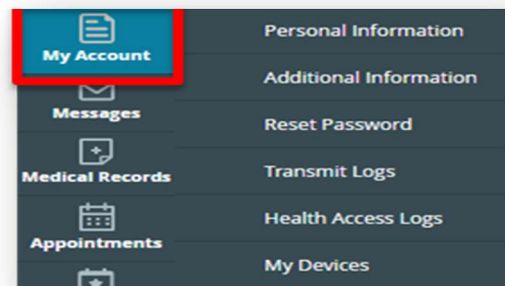 My Account
Messages
Medical Records
Appointments
Personal Information
Additional Information
Reset Password
Transmit Logs
Health Access Logs
My Devices